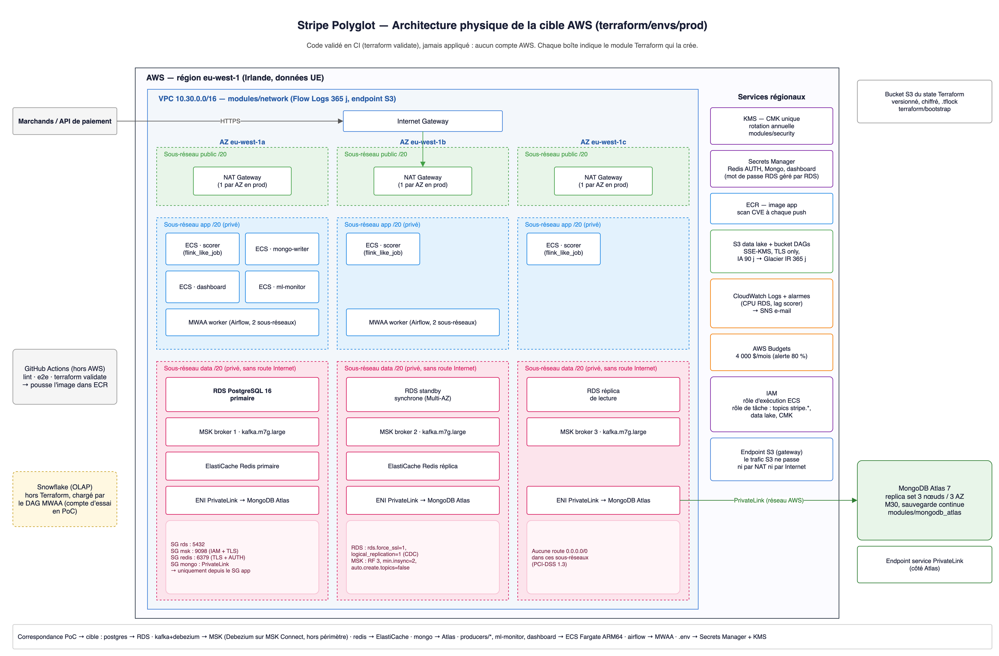 Stripe Polyglot — Architecture physique de la cible AWS (terraform/envs/prod)
Code validé en CI (terraform validate), jamais appliqué : aucun compte AWS. Chaque boîte indique le module Terraform qui la crée.
AWS — région eu-west-1 (Irlande, données UE)
VPC 10.30.0.0/16 — modules/network (Flow Logs 365 j, endpoint S3)
Marchands / API de paiement
HTTPS
Internet Gateway
AZ eu-west-1a
AZ eu-west-1b
AZ eu-west-1c
Sous-réseau public /20
NAT Gateway
(1 par AZ en prod)
Sous-réseau public /20
NAT Gateway
(1 par AZ en prod)
Sous-réseau public /20
NAT Gateway
(1 par AZ en prod)
Sous-réseau app /20 (privé)
ECS · scorer
(flink_like_job)
ECS · mongo-writer
ECS · dashboard
ECS · ml-monitor
MWAA worker (Airflow, 2 sous-réseaux)
Sous-réseau app /20 (privé)
ECS · scorer
(flink_like_job)
MWAA worker (Airflow, 2 sous-réseaux)
Sous-réseau app /20 (privé)
ECS · scorer
(flink_like_job)
GitHub Actions (hors AWS)
lint · e2e · terraform validate
→ pousse l'image dans ECR
Snowflake (OLAP)
hors Terraform, chargé par
le DAG MWAA (compte d’essai
en PoC)
Sous-réseau data /20 (privé, sans route Internet)
RDS PostgreSQL 16
primaire
MSK broker 1 · kafka.m7g.large
ElastiCache Redis primaire
ENI PrivateLink → MongoDB Atlas
SG rds : 5432
SG msk : 9098 (IAM + TLS)
SG redis : 6379 (TLS + AUTH)
SG mongo : PrivateLink
→ uniquement depuis le SG app
Sous-réseau data /20 (privé, sans route Internet)
RDS standby
synchrone (Multi-AZ)
MSK broker 2 · kafka.m7g.large
ElastiCache Redis réplica
ENI PrivateLink → MongoDB Atlas
RDS : rds.force_ssl=1,
logical_replication=1 (CDC)
MSK : RF 3, min.insync=2,
auto.create.topics=false
Sous-réseau data /20 (privé, sans route Internet)
RDS réplica
de lecture
MSK broker 3 · kafka.m7g.large
ENI PrivateLink → MongoDB Atlas
Aucune route 0.0.0.0/0
dans ces sous-réseaux
(PCI-DSS 1.3)
Services régionaux
KMS — CMK unique
rotation annuelle
modules/security
Secrets Manager
Redis AUTH, Mongo, dashboard
(mot de passe RDS géré par RDS)
ECR — image app
scan CVE à chaque push
S3 data lake + bucket DAGs
SSE-KMS, TLS only,
IA 90 j → Glacier IR 365 j
CloudWatch Logs + alarmes
(CPU RDS, lag scorer)
→ SNS e-mail
AWS Budgets
4 000 $/mois (alerte 80 %)
IAM
rôle d'exécution ECS
rôle de tâche : topics stripe.*,
data lake, CMK
Endpoint S3 (gateway)
le trafic S3 ne passe
ni par NAT ni par Internet
PrivateLink (réseau AWS)
Bucket S3 du state Terraform
versionné, chiffré, .tflock
terraform/bootstrap
MongoDB Atlas 7
replica set 3 nœuds / 3 AZ
M30, sauvegarde continue
modules/mongodb_atlas
Endpoint service PrivateLink
(côté Atlas)
Correspondance PoC → cible : postgres → RDS · kafka+debezium → MSK (Debezium sur MSK Connect, hors périmètre) · redis → ElastiCache · mongo → Atlas · producers/*, ml-monitor, dashboard → ECS Fargate ARM64 · airflow → MWAA · .env → Secrets Manager + KMS